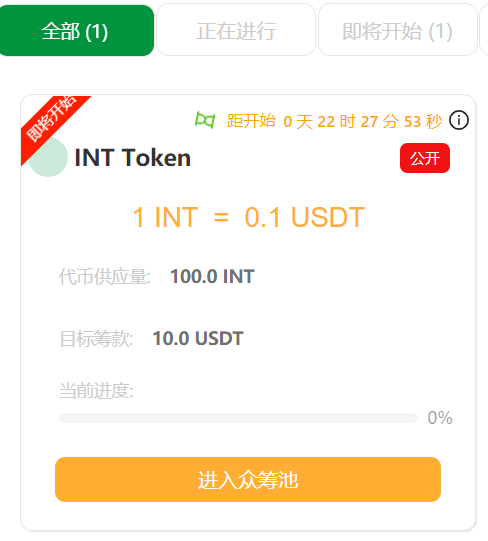 全部 (1)
正在进行
即将开始 (1)
即将开始
距开始 0 天 22 时 27 分 53 秒
INT Token
公开
1 INT = 0.1 USDT
代币供应量: 100.0 INT
目标筹款: 10.0 USDT
当前进度:
0%
进入众筹池